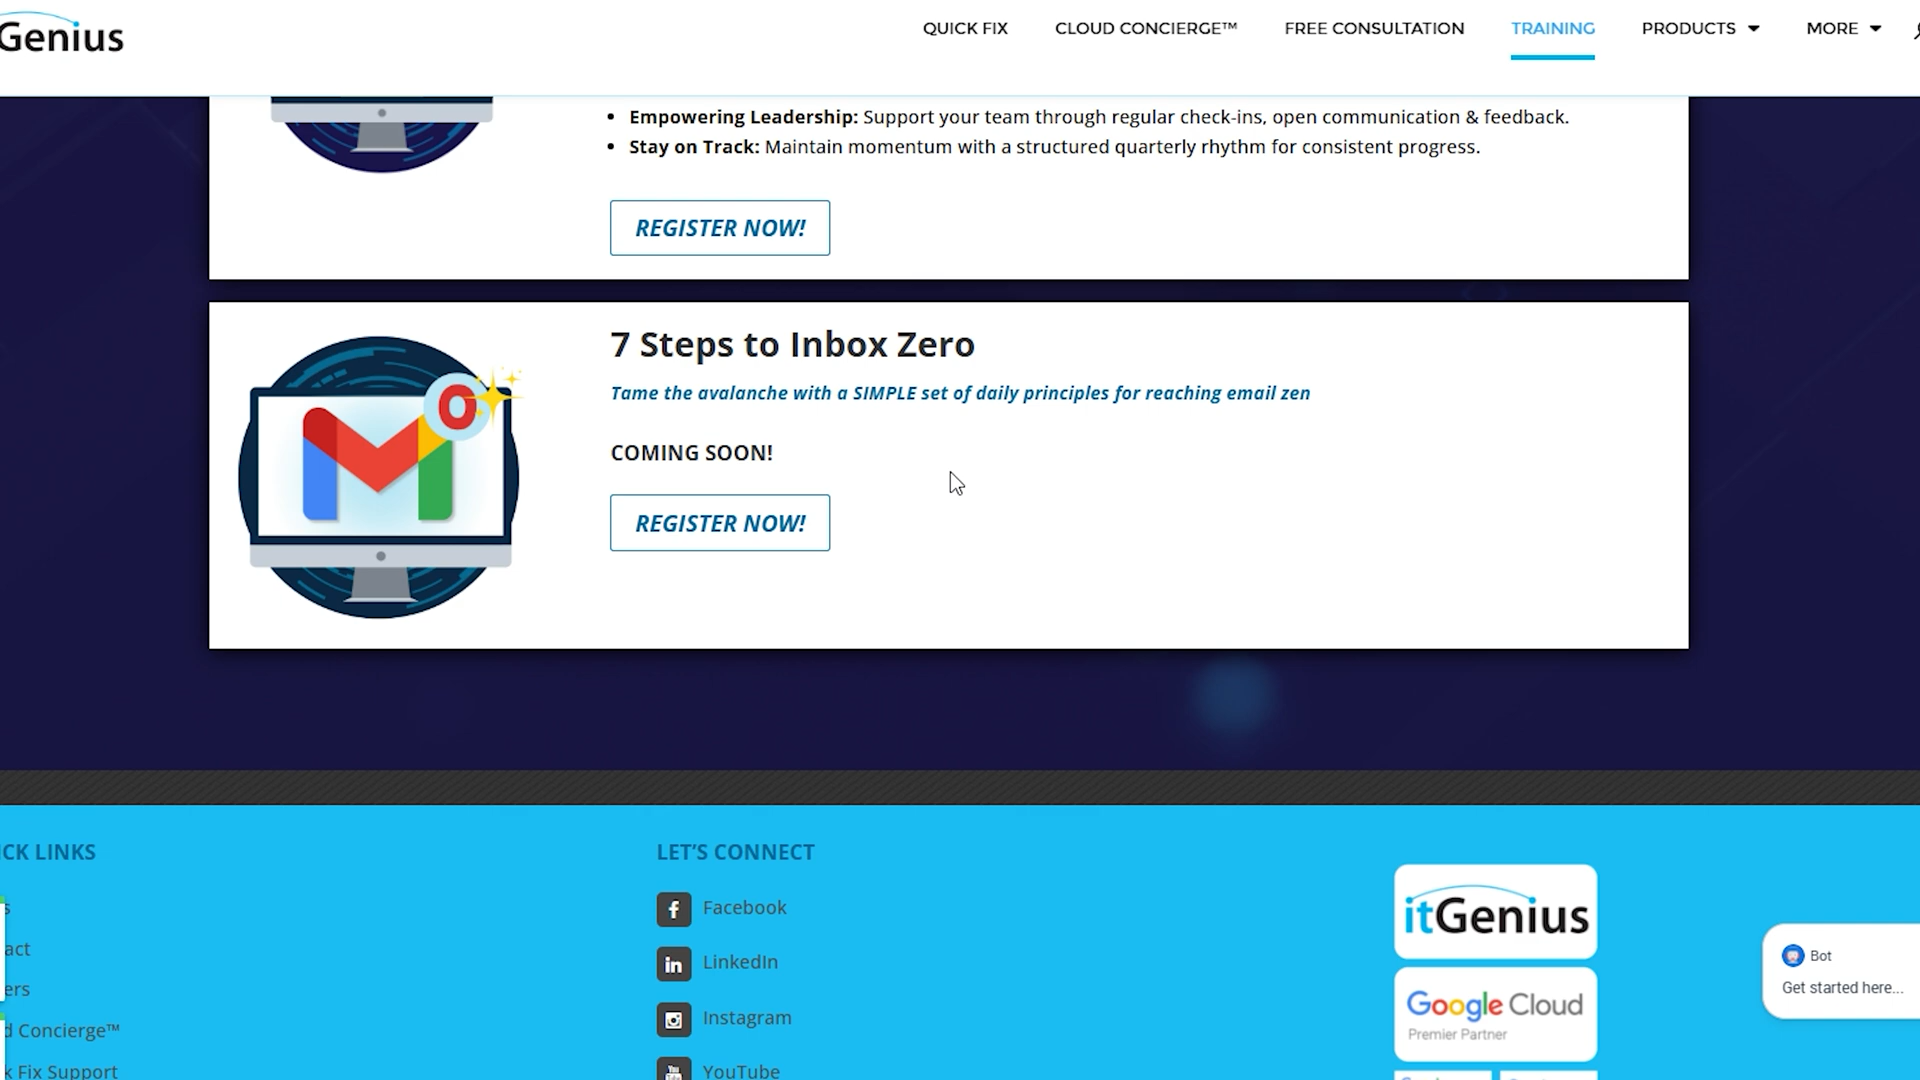 Genius
QUICK FIX
CLOUD CONCIERGE™
FREE CONSULTATION
TRAINING
PRODUCTS
MORE
Empowering Leadership: Support your team through regular check-ins, open communication & feedback.
Stay on Track: Maintain momentum with a structured quarterly rhythm for consistent progress.
REGISTER NOW!
7 Steps to Inbox Zero
Tame the avalanche with a SIMPLE set of daily principles for reaching email zen
COMING SOON!
REGISTER NOW!
0
CK LINKS
s
act
ers
d Concierge™
k Fix Support
LET'S CONNECT
Facebook
LinkedIn
Instagram
YouTube
itGenius
Google Cloud
Premier Partner
Bot
Get started here...